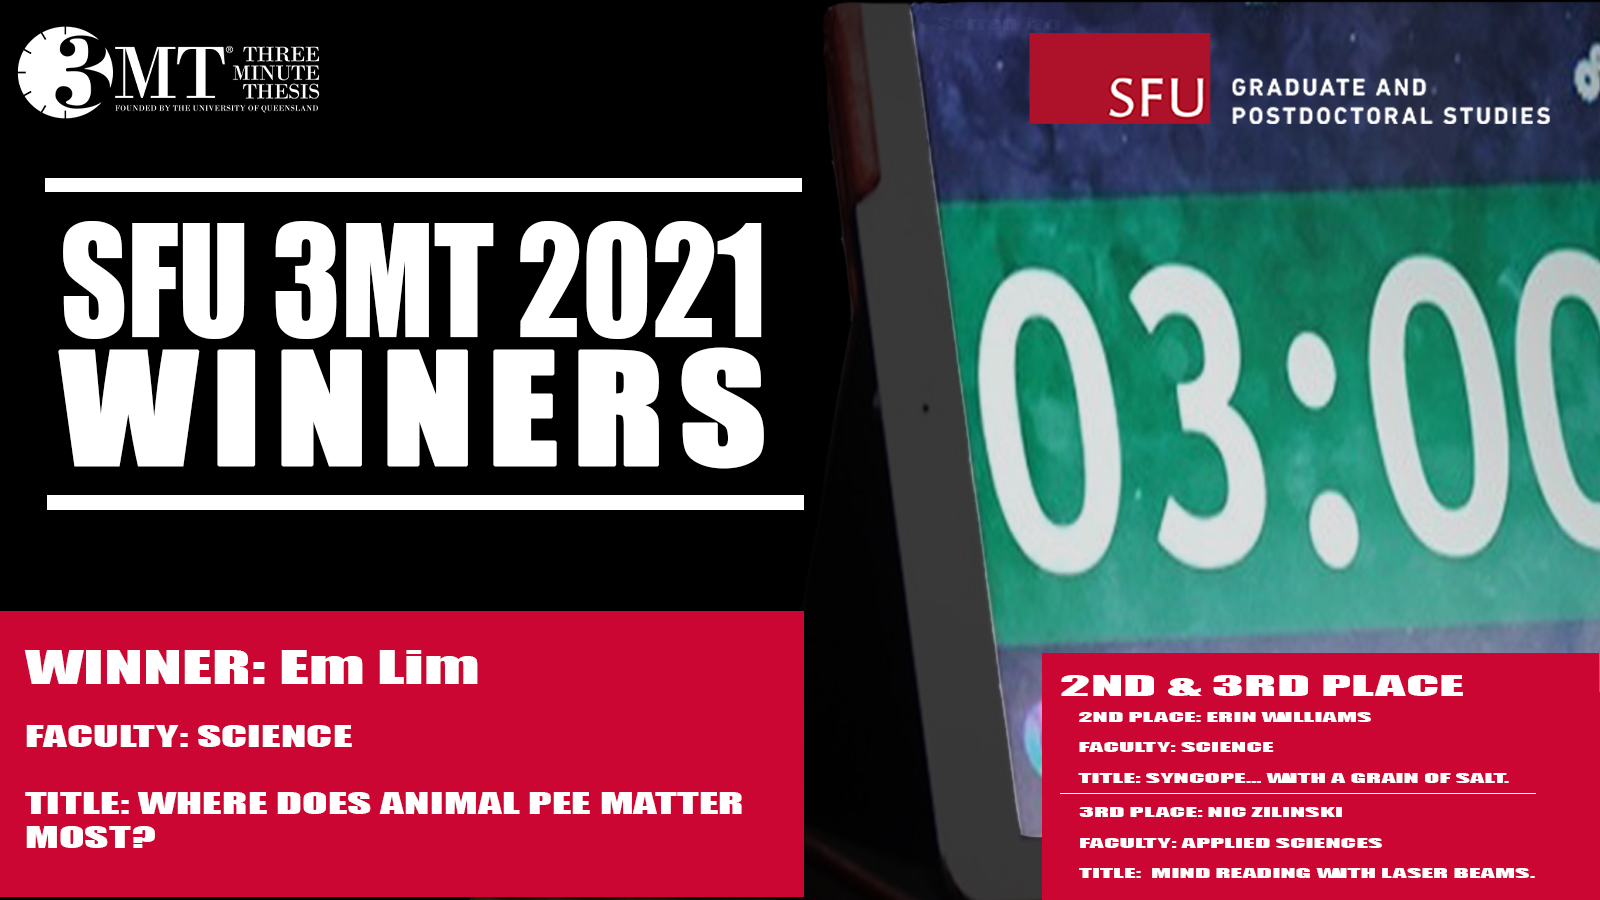 3MT® THREE
MINUTE
THESIS
FOUNDED BY THE UNIVERSITY OF QUEENSLAND
SFU GRADUATE AND
POSTDOCTORAL STUDIES
SFU 3MT 2021
WINNERS
03:00
WINNER: Em Lim
FACULTY: SCIENCE
TITLE: WHERE DOES ANIMAL PEE MATTER
MOST?
2ND & 3RD PLACE
2ND PLACE: ERIN WILLIAMS
FACULTY: SCIENCE
TITLE: SYNCOPE... WITH A GRAIN OF SALT.
3RD PLACE: NIC ZILINSKI
FACULTY: APPLIED SCIENCES
TITLE: MIND READING WITH LASER BEAMS.